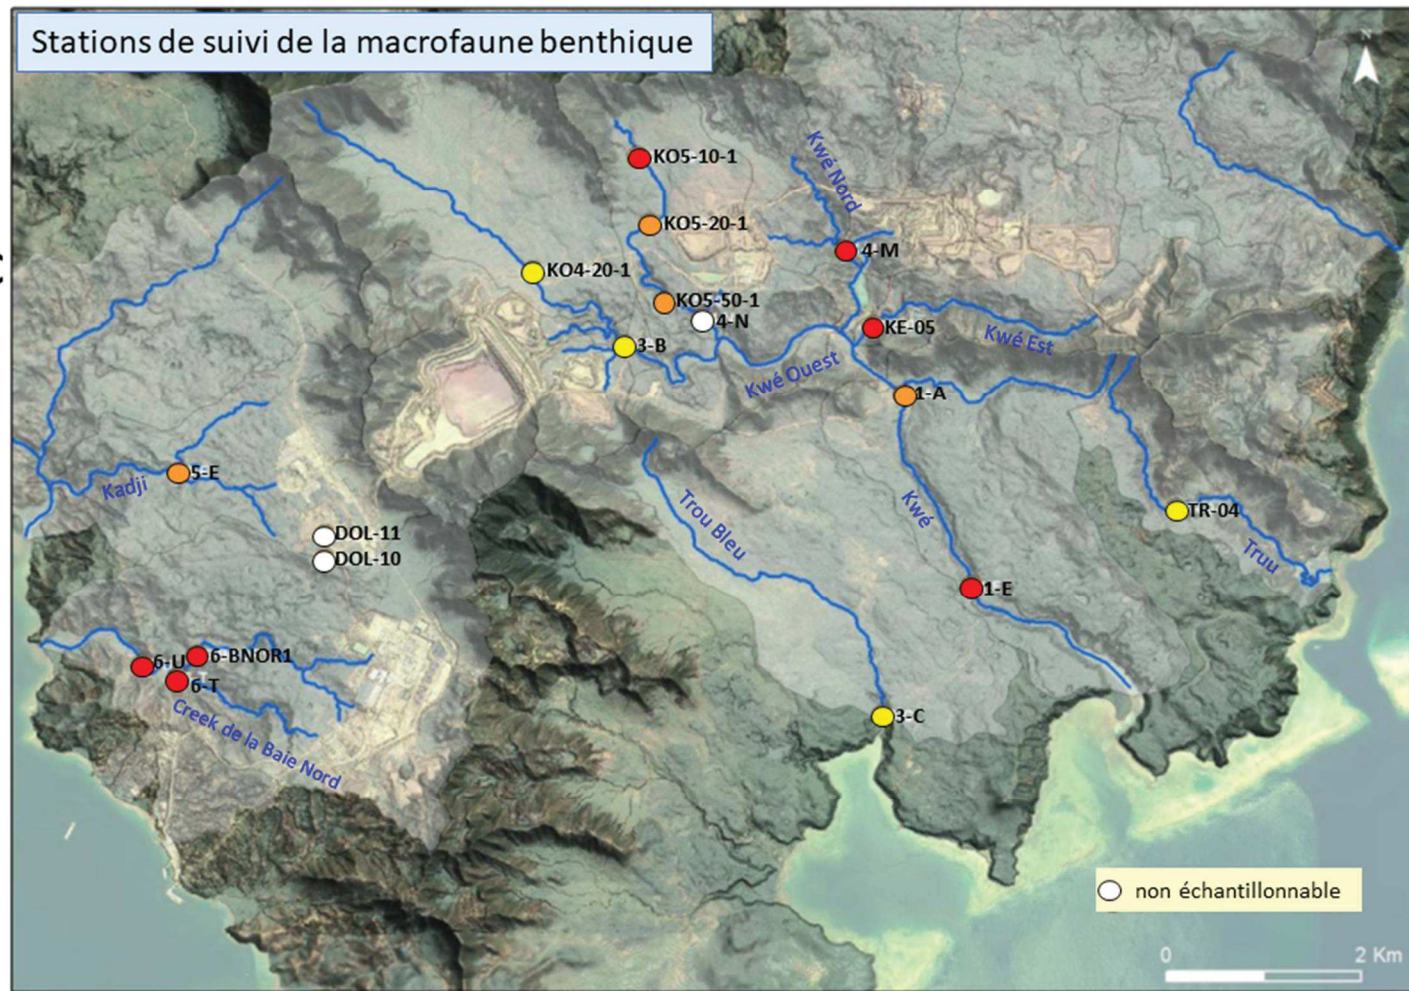 Stations de suivi de la macrofaune benthique
N
KO5-10-1
Kwé Nord
KO5-20-1
4-M
KO4-20-1
KO5-50-1
4-N
KE-05
Kwé Est
3-B
Kwé Ouest
1-A
5-E
Kadji
Trou Bleu
Kwé
TR-04
DOL-11
DOL-10
Truu
1-E
6-BNOR1
6-U
6-T
Creek de la Baie Nord
3-C
non échantillonnable
0 2 Km